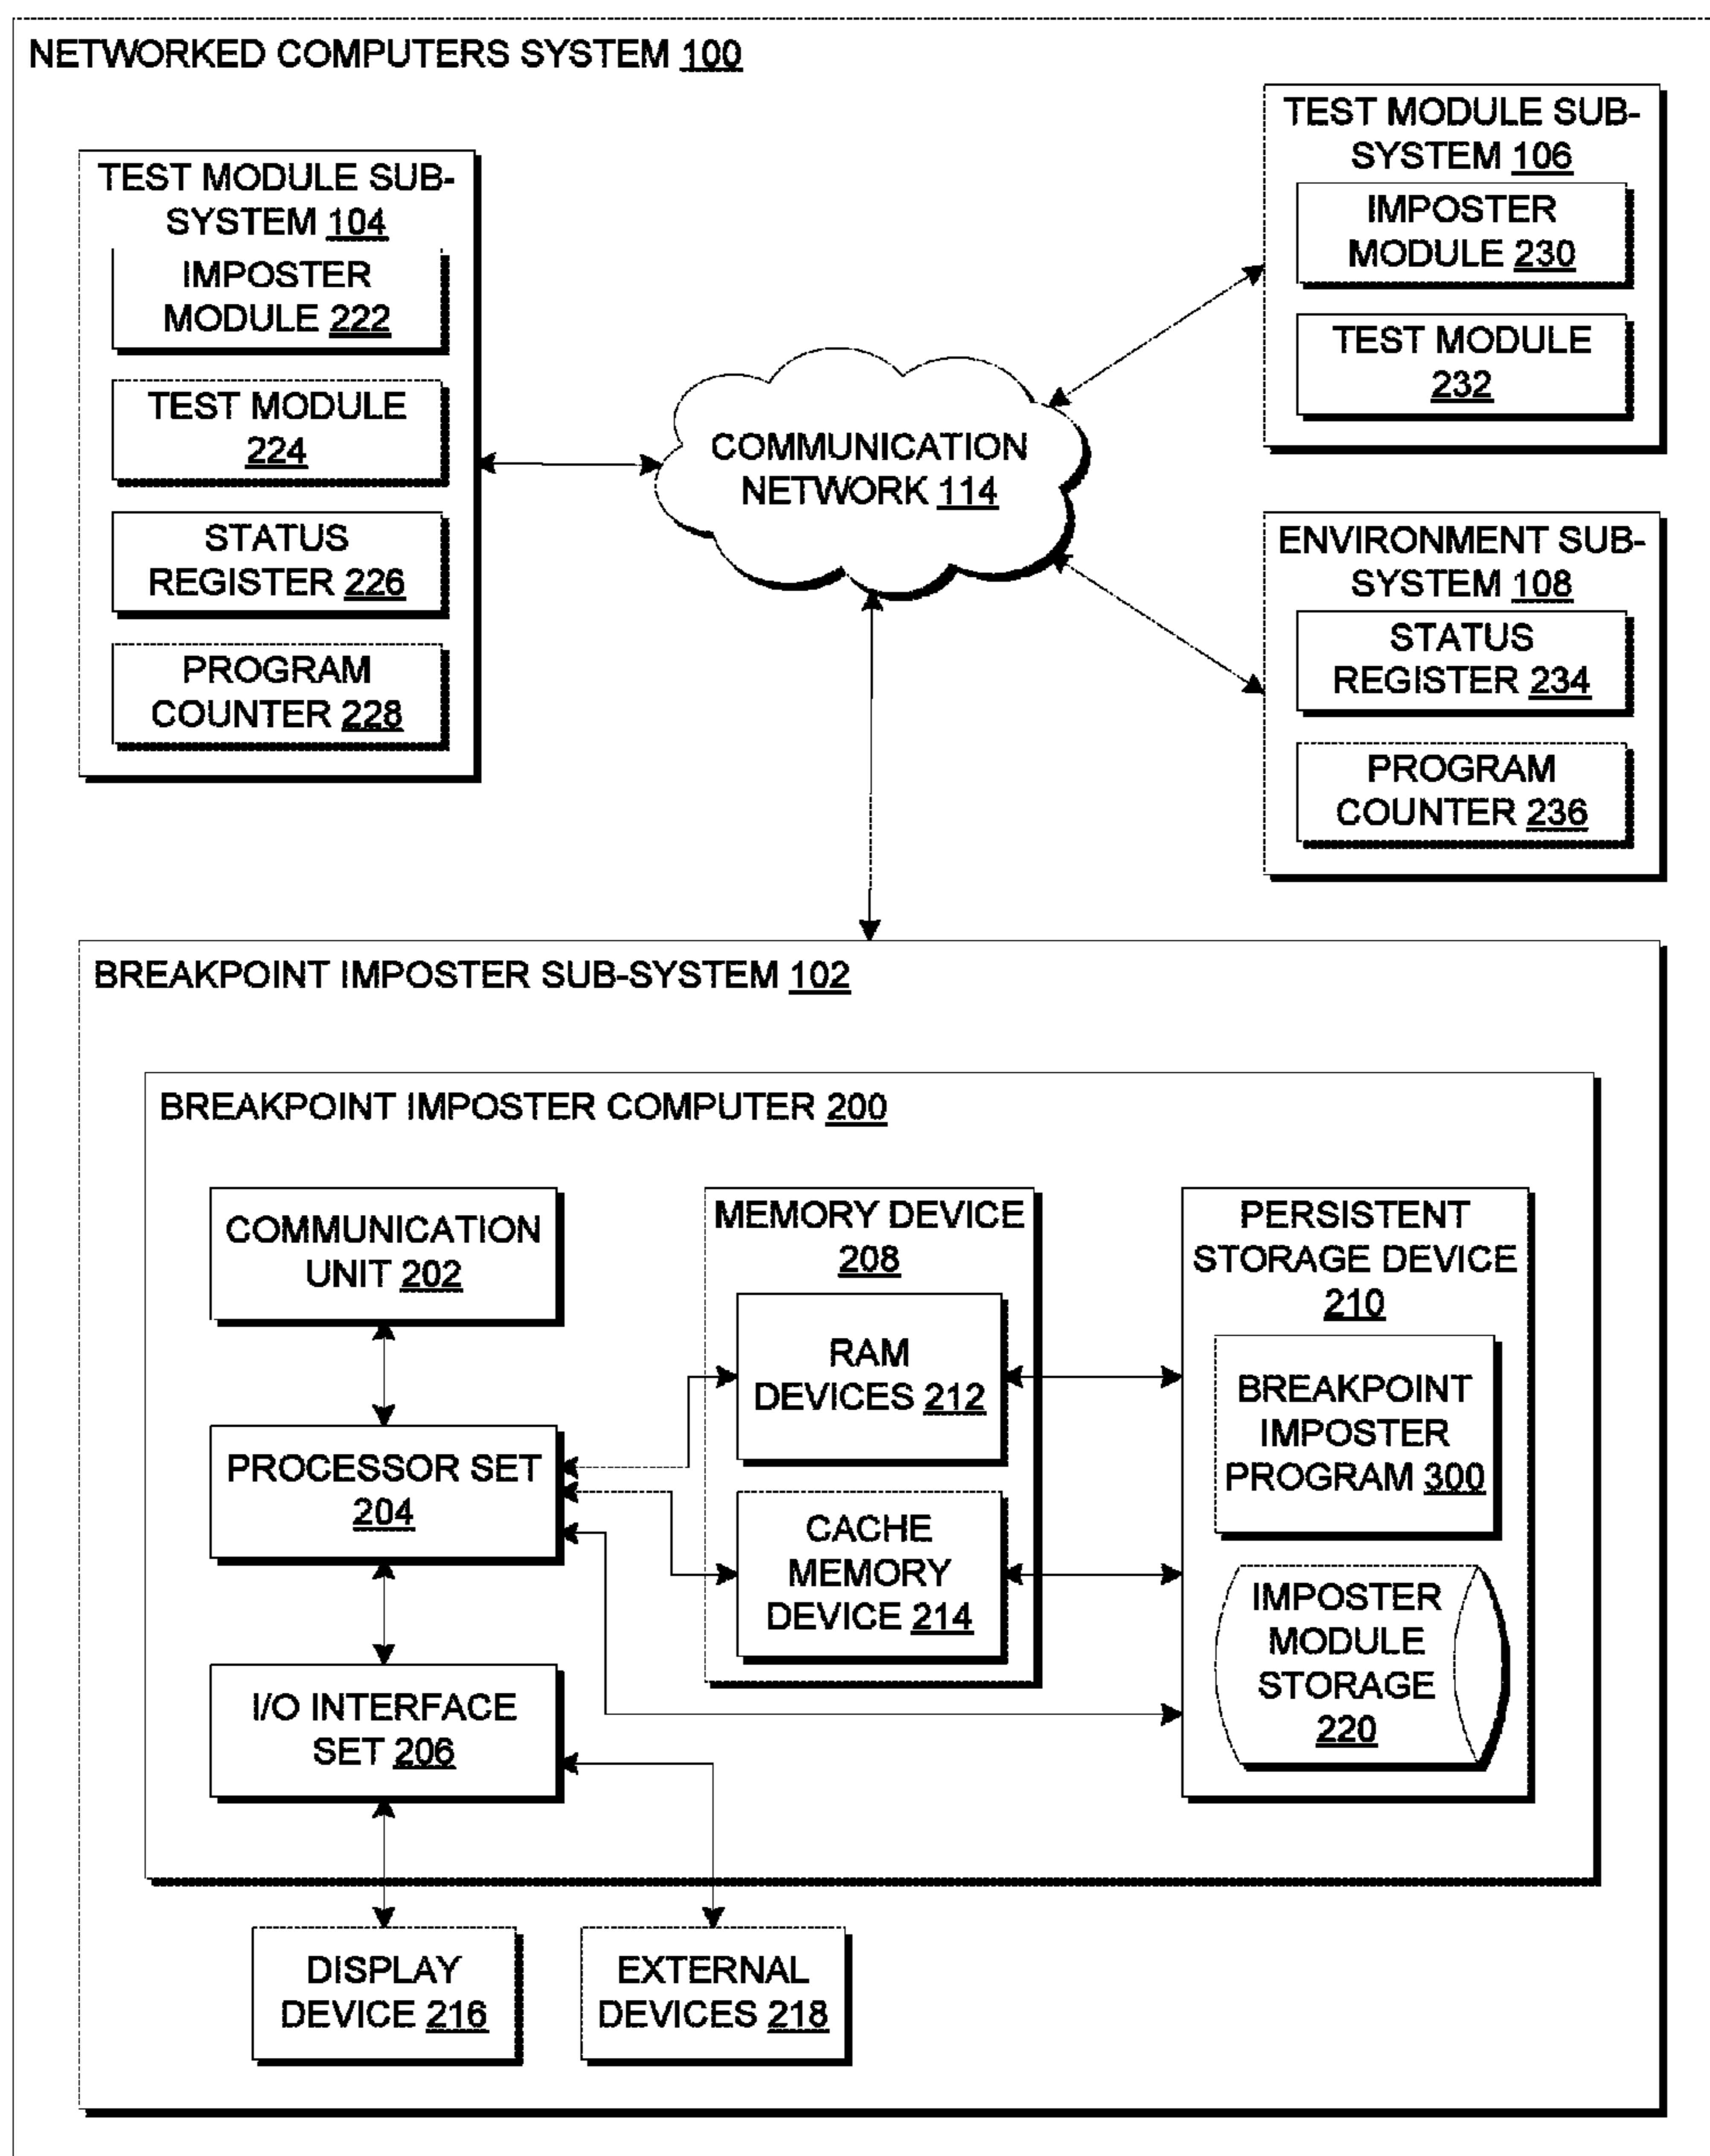 NETWORKED COMPUTERS SYSTEM 100
TEST MODULE SUB-
SYSTEM 104
IMPOSTER
MODULE 222
TEST MODULE
224
STATUS
REGISTER 226
PROGRAM
COUNTER 228
COMMUNICATION
NETWORK 114
TEST MODULE SUB-
SYSTEM 106
IMPOSTER
MODULE 230
TEST MODULE
232
ENVIRONMENT SUB-
SYSTEM 108
STATUS
REGISTER 234
PROGRAM
COUNTER 236
BREAKPOINT IMPOSTER SUB-SYSTEM 102
BREAKPOINT IMPOSTER COMPUTER 200
COMMUNICATION
UNIT 202
PROCESSOR SET
204
I/O INTERFACE
SET 206
MEMORY DEVICE
208
RAM
DEVICES 212
CACHE
MEMORY
DEVICE 214
PERSISTENT
STORAGE DEVICE
210
BREAKPOINT
IMPOSTER
PROGRAM 300
IMPOSTER
MODULE
STORAGE
220
DISPLAY
DEVICE 216
EXTERNAL
DEVICES 218